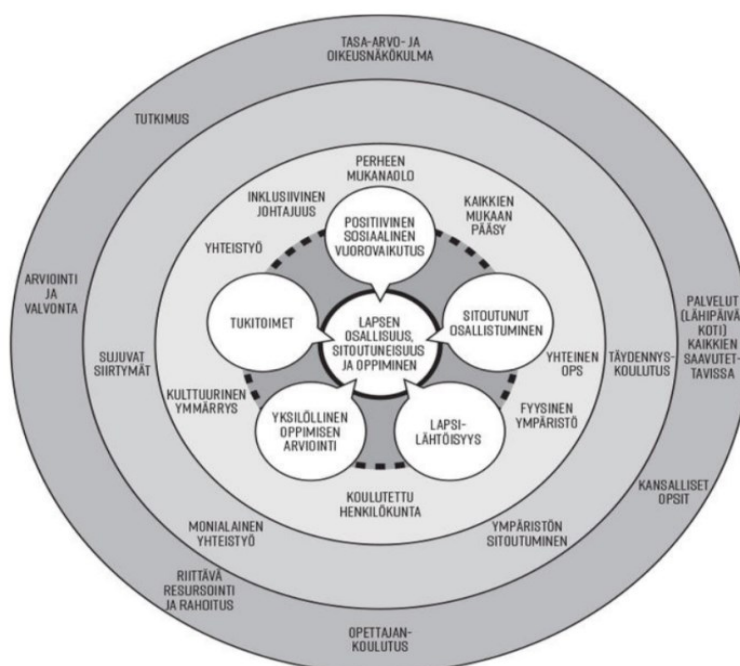 TASA-ARVO- JA
OIKEUSNÄKÖKULMA
TUTKIMUS
PERHEEN
MUKANAOLO
INKLUSIIVINEN
JOHTAJUUS
KAIKKIEN
MUKAAN
PÄÄSY
POSITIIVINEN
SOSIAALINEN
VUOROVAIKUTUS
YHTEISTYÖ
ARVIOINTI
JA
VALVONTA
TUKITOIMET
SITOUTUNUT
OSALLISTUMINEN
PALVELUT
(LÄHIPÄIVÄ-
KOTI)
KAIKKIEN
SAAVUTET-
TAVISSA
LAPSEN
OSALLISUUS,
SITOUTUNEISUUS
JA OPPIMINEN
SUJUVAT
SIIRTYMÄT
YHTEINEN
OPS
TÄYDENNYS-
KOULUTUS
KULTTUURINEN
YMMÄRRYS
FYYSINEN
YMPÄRISTÖ
YKSILÖLLINEN
OPPIMISEN
ARVIOINTI
LAPSI-
LÄHTÖISYYS
KOULUTETTU
HENKILÖKUNTA
KANSALLISET
OPSIT
MONIALAINEN
YHTEISTYÖ
YMPÄRISTÖN
SITOUTUMINEN
RIITTÄVÄ
RESURSOINTI
JA RAHOITUS
OPETTAJAN-
KOULUTUS